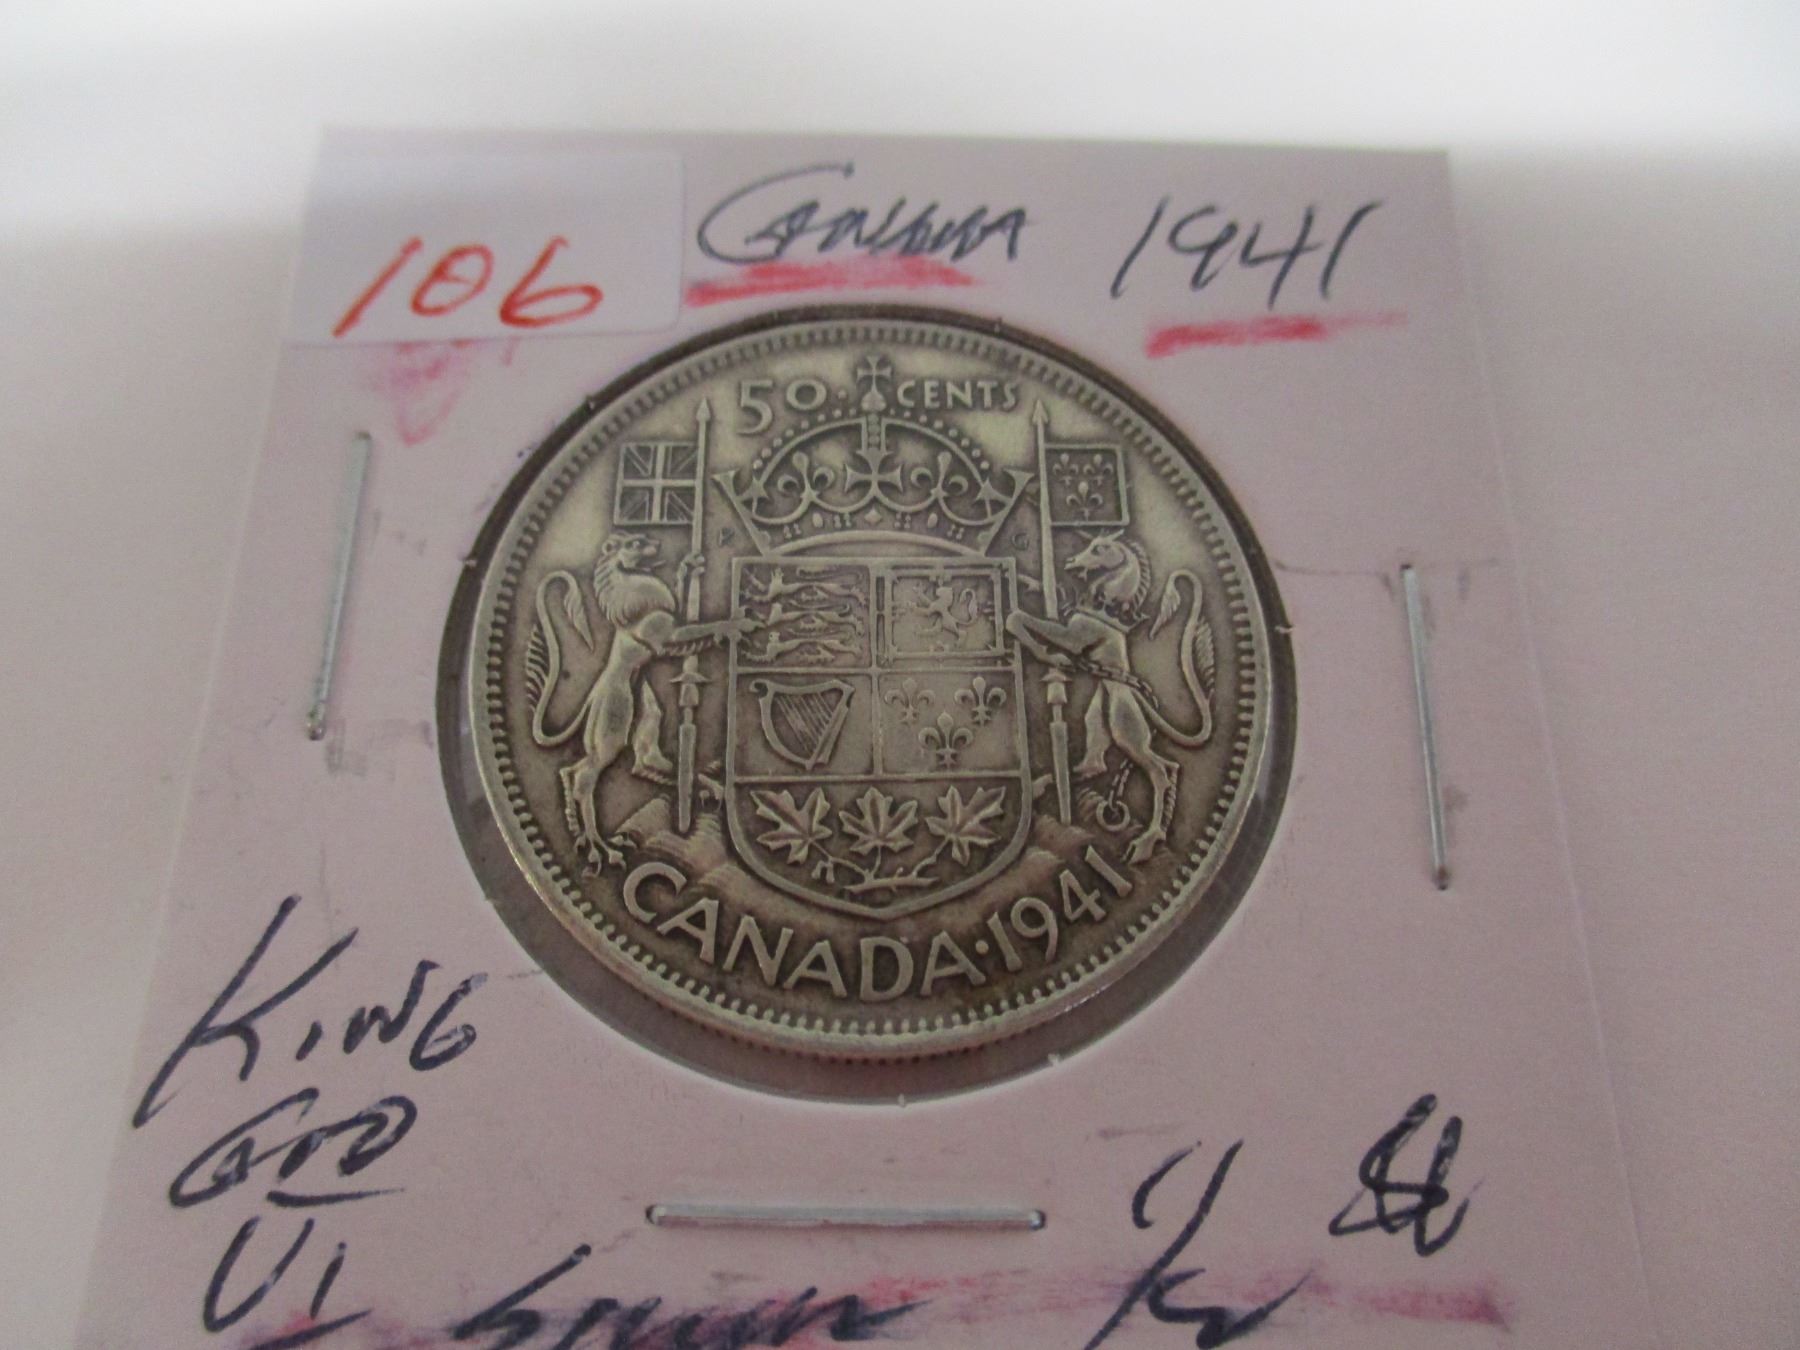 106 Canada 1941
50 CENTS
P G
CANADA·1941
KING
GEO
VI
1/2